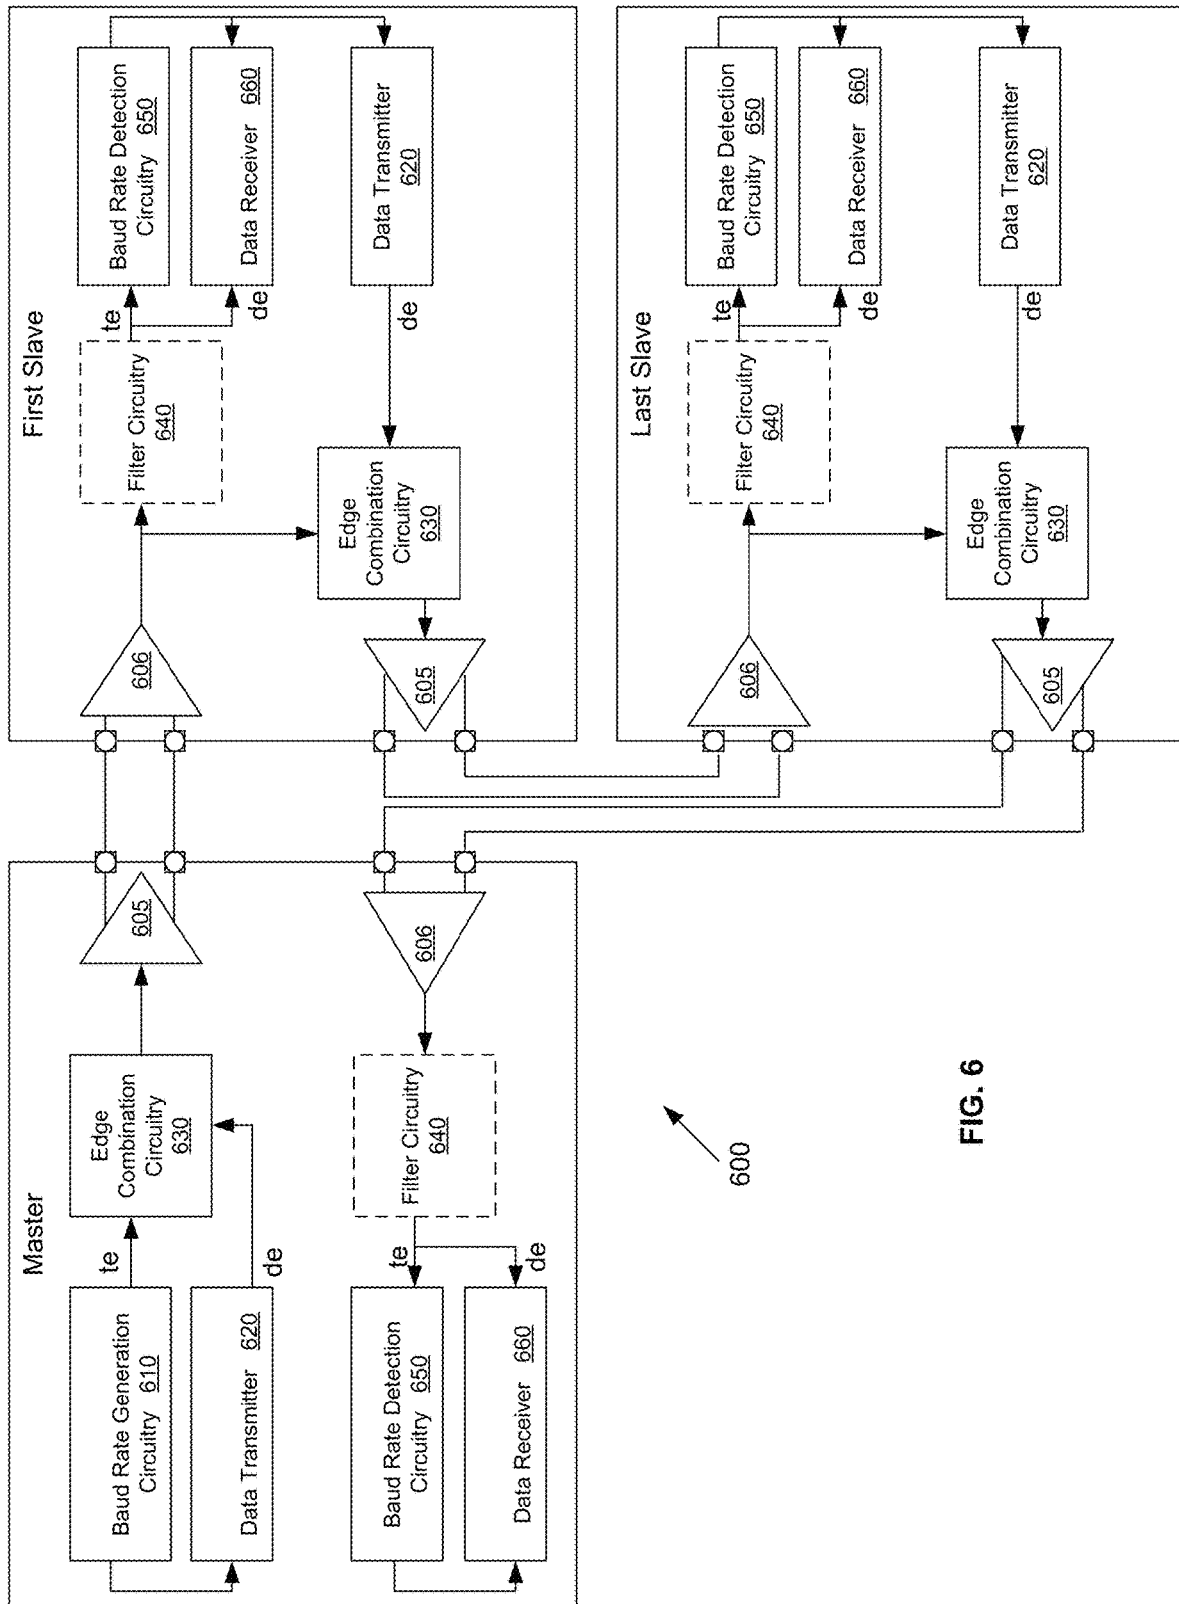 Master
Baud Rate Generation
Circuitry 610
Data Transmitter 620
te
de
Edge
Combination
Circuitry
630
605
Baud Rate Detection
Circuitry 650
Data Receiver 660
te
de
Filter Circuitry
640
606
First Slave
606
Filter Circuitry
640
te
de
Baud Rate Detection
Circuitry 650
Data Receiver 660
605
Edge
Combination
Circuitry
630
de
Data Transmitter
620
Last Slave
606
Filter Circuitry
640
te
de
Baud Rate Detection
Circuitry 650
Data Receiver 660
605
Edge
Combination
Circuitry
630
de
Data Transmitter
620
600
FIG. 6